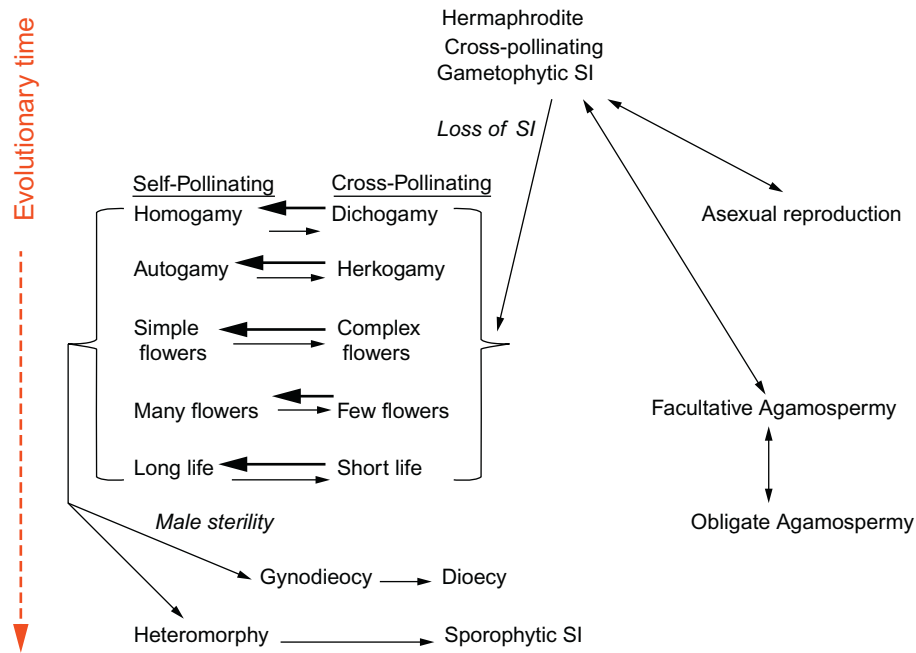 Evolutionary time
Hermaphrodite
Cross-pollinating
Gametophytic SI
Loss of SI
Self-Pollinating Cross-Pollinating
Homogamy Dichogamy
Asexual reproduction
Autogamy Herkogamy
Simple Complex
flowers flowers
Many flowers Few flowers
Facultative Agamospermy
Long life Short life
Male sterility
Obligate Agamospermy
Gynodieocy Dioecy
Heteromorphy Sporophytic SI